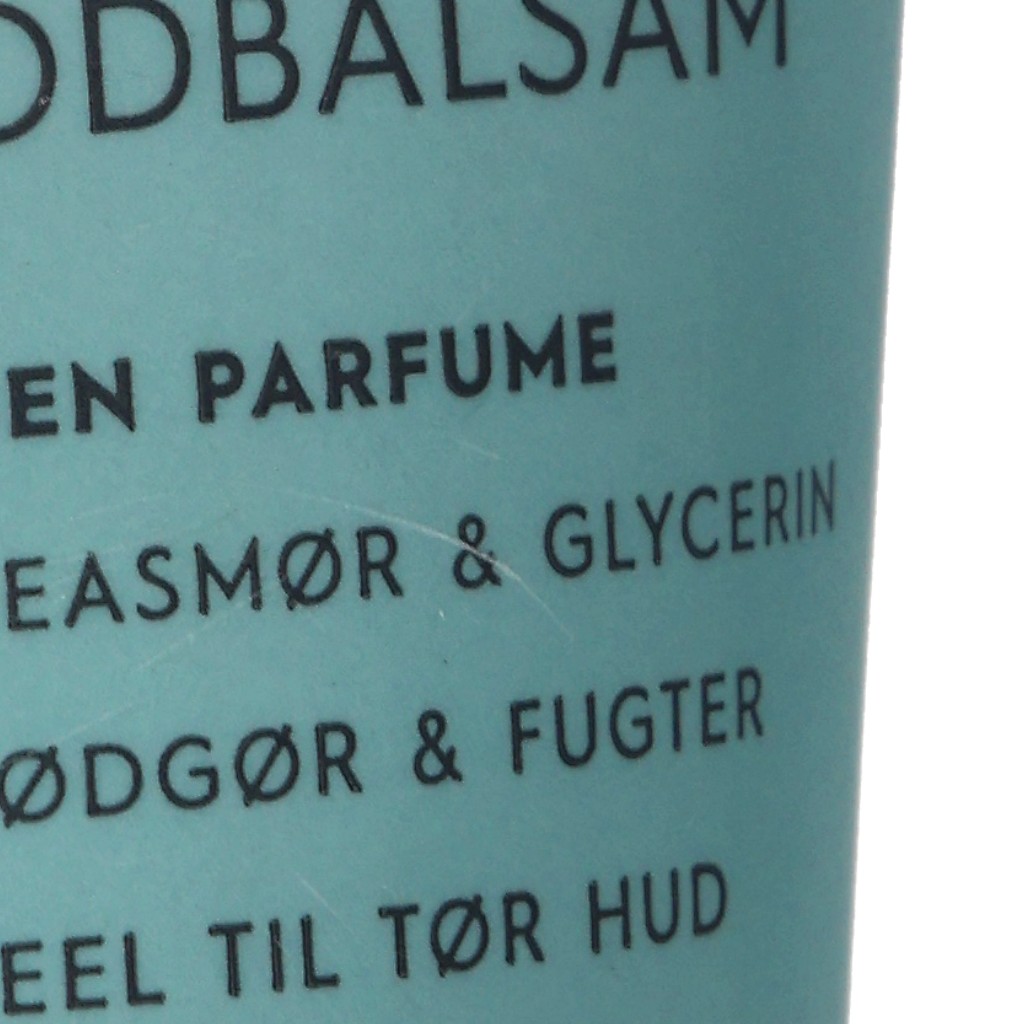 ODBALSAM
EN PARFUME
EASMØR & GLYCERIN
ØDGØR & FUGTER
EEL TIL TØR HUD